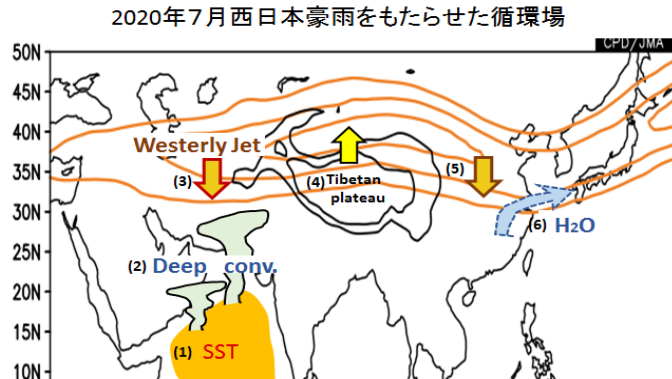 2020年７月西日本豪雨をもたらせた循環場
CPD/JMA
50N
45N
40N
35N
30N
25N
20N
15N
10N
Westerly Jet
(3)
(4) Tibetan
plateau
(5)
(6) H₂O
(2) Deep conv.
(1) SST